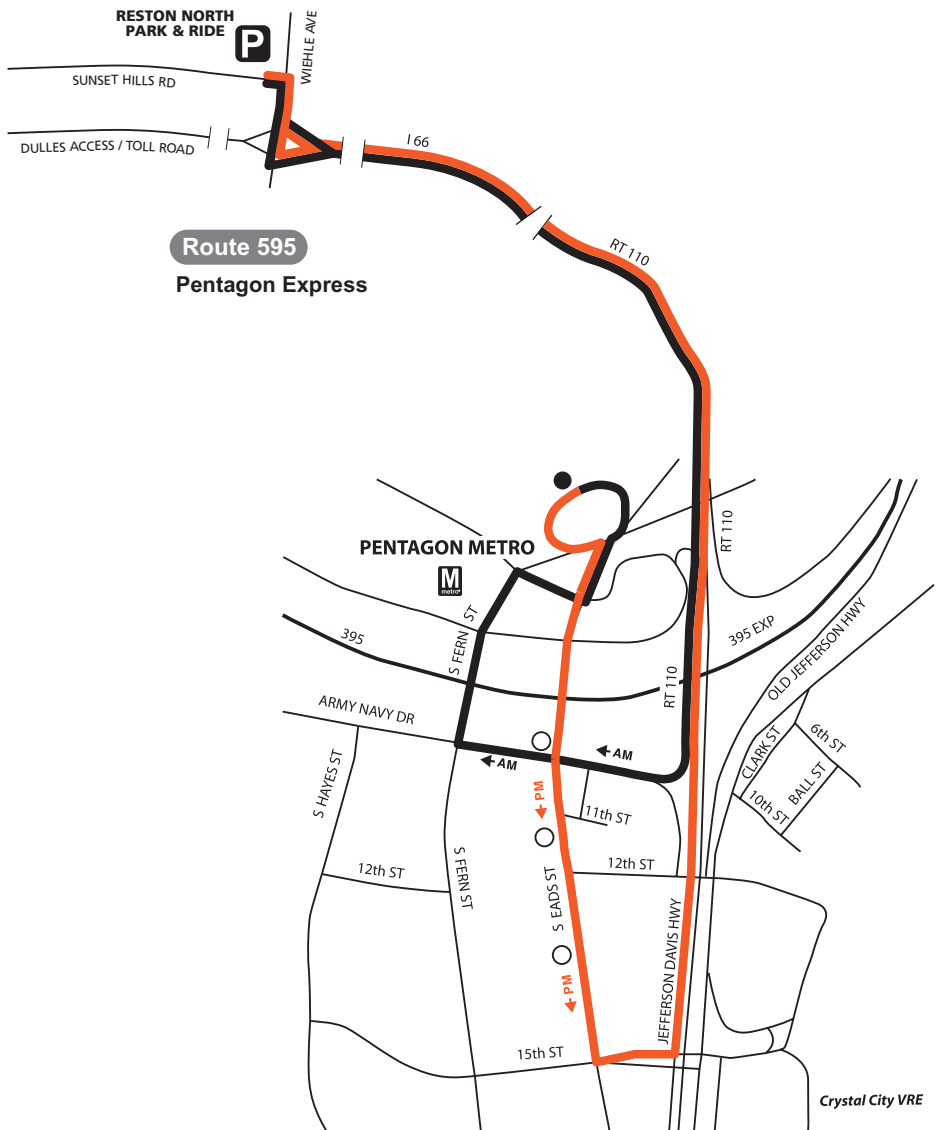 RESTON NORTH
PARK & RIDE
P
WIEHLE AVE
SUNSET HILLS RD
DULLES ACCESS / TOLL ROAD
I 66
Route 595
Pentagon Express
RT 110
PENTAGON METRO
M
metro
RT 110
S FERN ST
395
395 EXP
OLD JEFFERSON HWY
RT 110
ARMY NAVY DR
AM
AM
S HAYES ST
CLARK ST
6th ST
BALL ST
10th ST
PM
11th ST
12th ST
12th ST
S FERN ST
S EADS ST
JEFFERSON DAVIS HWY
PM
15th ST
Crystal City VRE